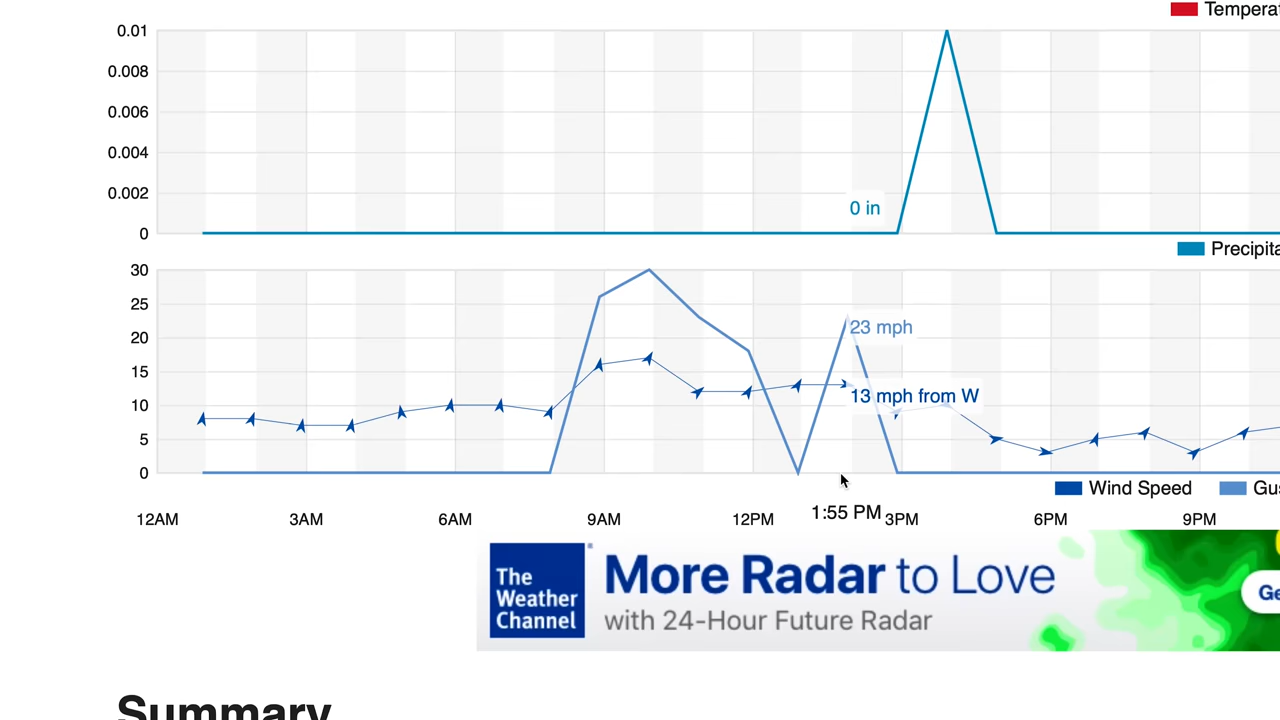 Temperat
0.01
0.008
0.006
0.004
0.002
0
0 in
Precipita
30
25
20
15
10
5
0
23 mph
13 mph from W
Wind Speed
Gus
12AM 3AM 6AM 9AM 12PM 1:55 PM 3PM 6PM 9PM
The
Weather
Channel
More Radar to Love
with 24-Hour Future Radar
Ge
Summary